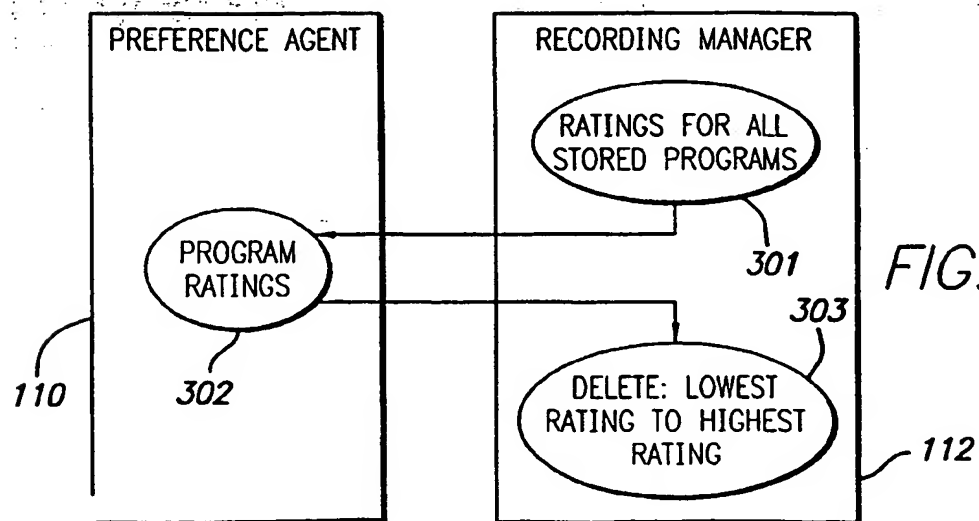 PREFERENCE AGENT
RECORDING MANAGER
RATINGS FOR ALL
STORED PROGRAMS
301
PROGRAM
RATINGS
302
FIG.
303
DELETE: LOWEST
RATING TO HIGHEST
RATING
110
112